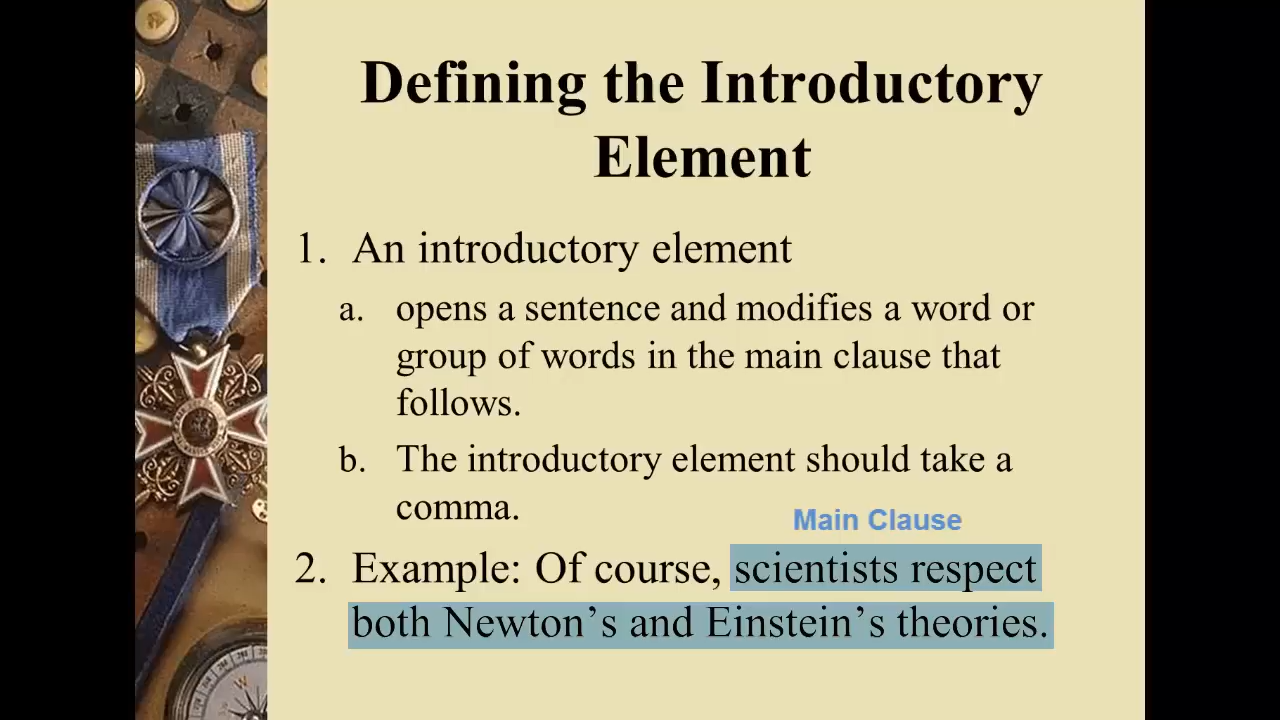 Defining the Introductory
Element
1. An introductory element
a. opens a sentence and modifies a word or
group of words in the main clause that
follows.
b. The introductory element should take a
comma.
Main Clause
2. Example: Of course, scientists respect
both Newton’s and Einstein’s theories.